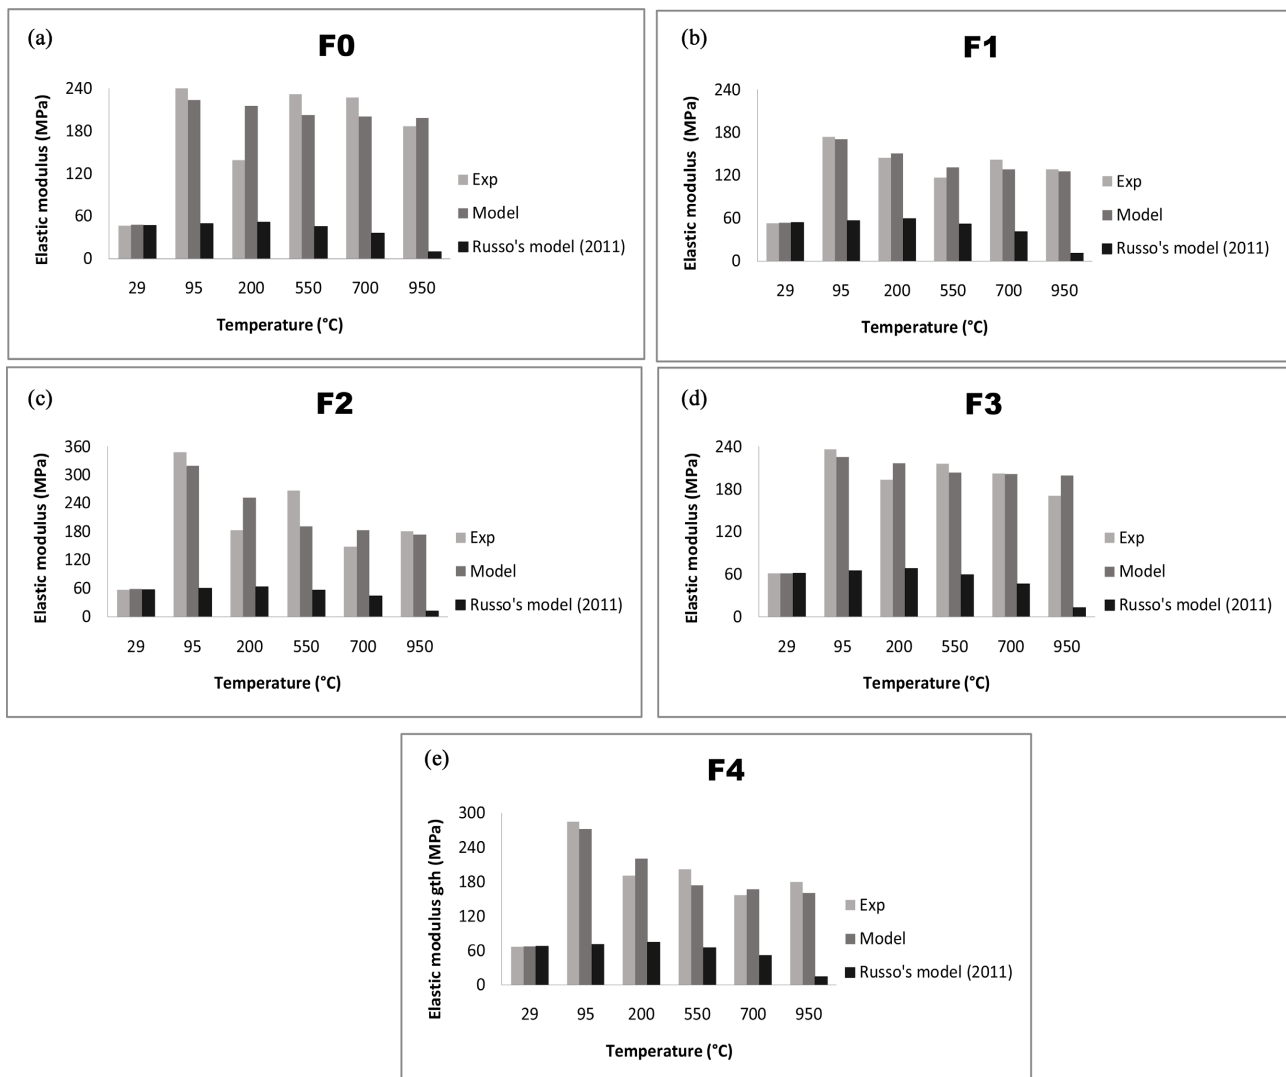 (a)
F0
Elastic modulus (MPa)
240
180
120
60
0
29 95 200 550 700 950
Temperature (°C)
Exp
Model
Russo's model (2011)
(b)
F1
Elastic modulus (MPa)
240
180
120
60
0
29 95 200 550 700 950
Temperature (°C)
Exp
Model
Russo's model (2011)
(c)
F2
Elastic modulus (MPa)
360
300
240
180
120
60
0
29 95 200 550 700 950
Temperature (°C)
Exp
Model
Russo's model (2011)
(d)
F3
Elastic modulus (MPa)
240
180
120
60
0
29 95 200 550 700 950
Temperature (°C)
Exp
Model
Russo's model (2011)
(e)
F4
Elastic modulus gth (MPa)
300
240
180
120
60
0
29 95 200 550 700 950
Temperature (°C)
Exp
Model
Russo's model (2011)